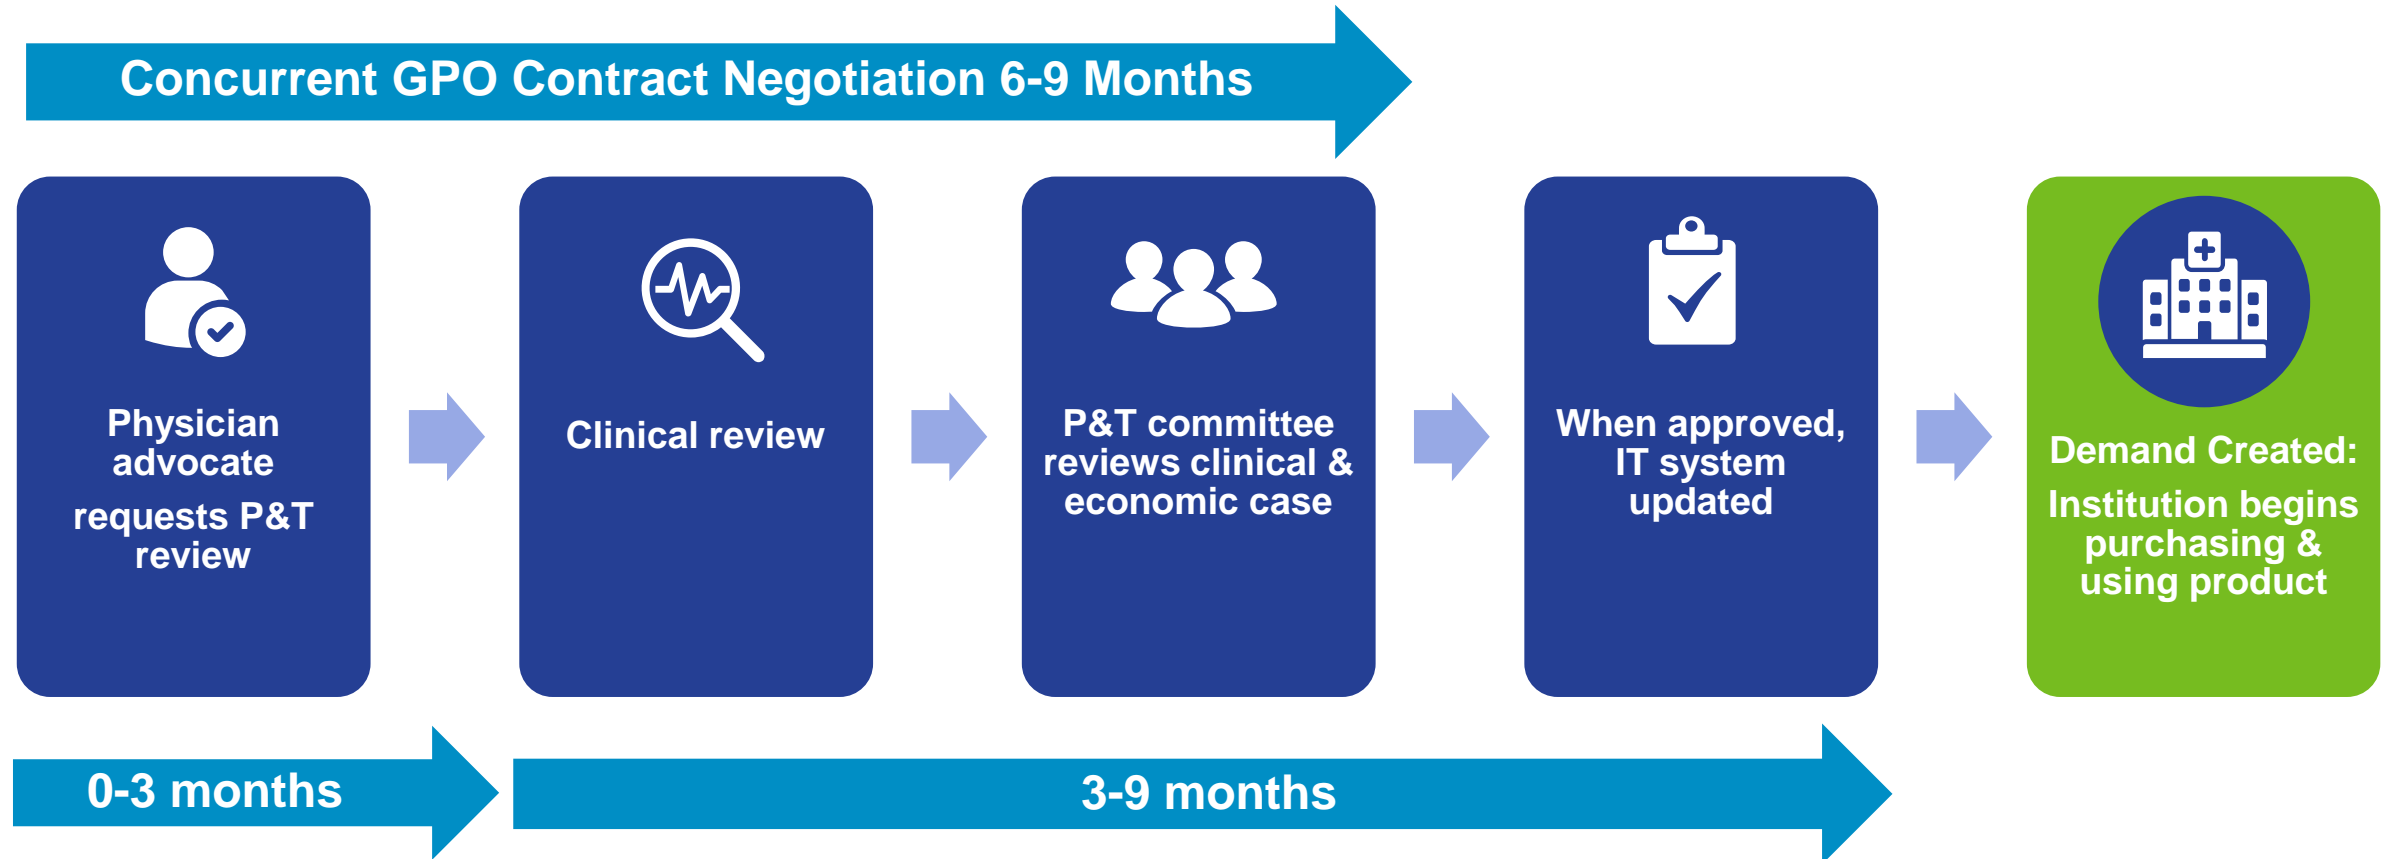 Concurrent GPO Contract Negotiation 6-9 Months
Physician
advocate
requests P&T
review
Clinical review
P&T committee
reviews clinical &
economic case
When approved,
IT system
updated
Demand Created:
Institution begins
purchasing &
using product
0-3 months
3-9 months